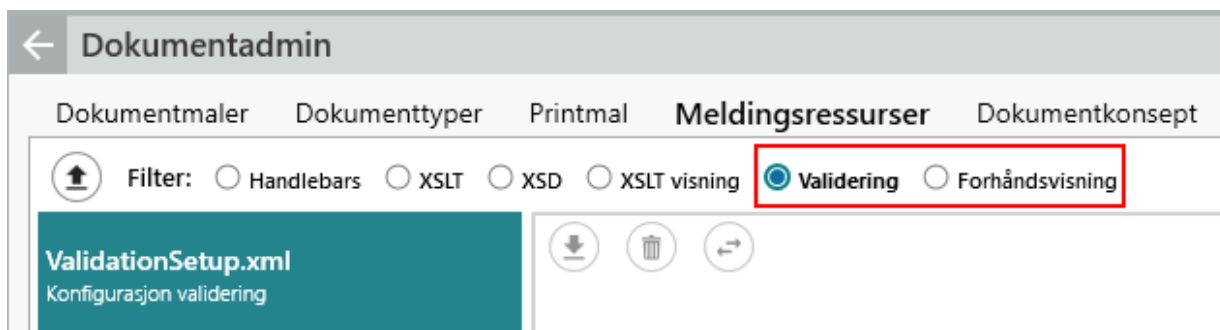 Dokumentadmin
Dokumentmaler Dokumenttyper Printmal Meldingsressurser Dokumentkonsept
Filter: Handlebars XSLT XSD XSLT visning Validering Forhåndsvisning
ValidationSetup.xml
Konfigurasjon validering